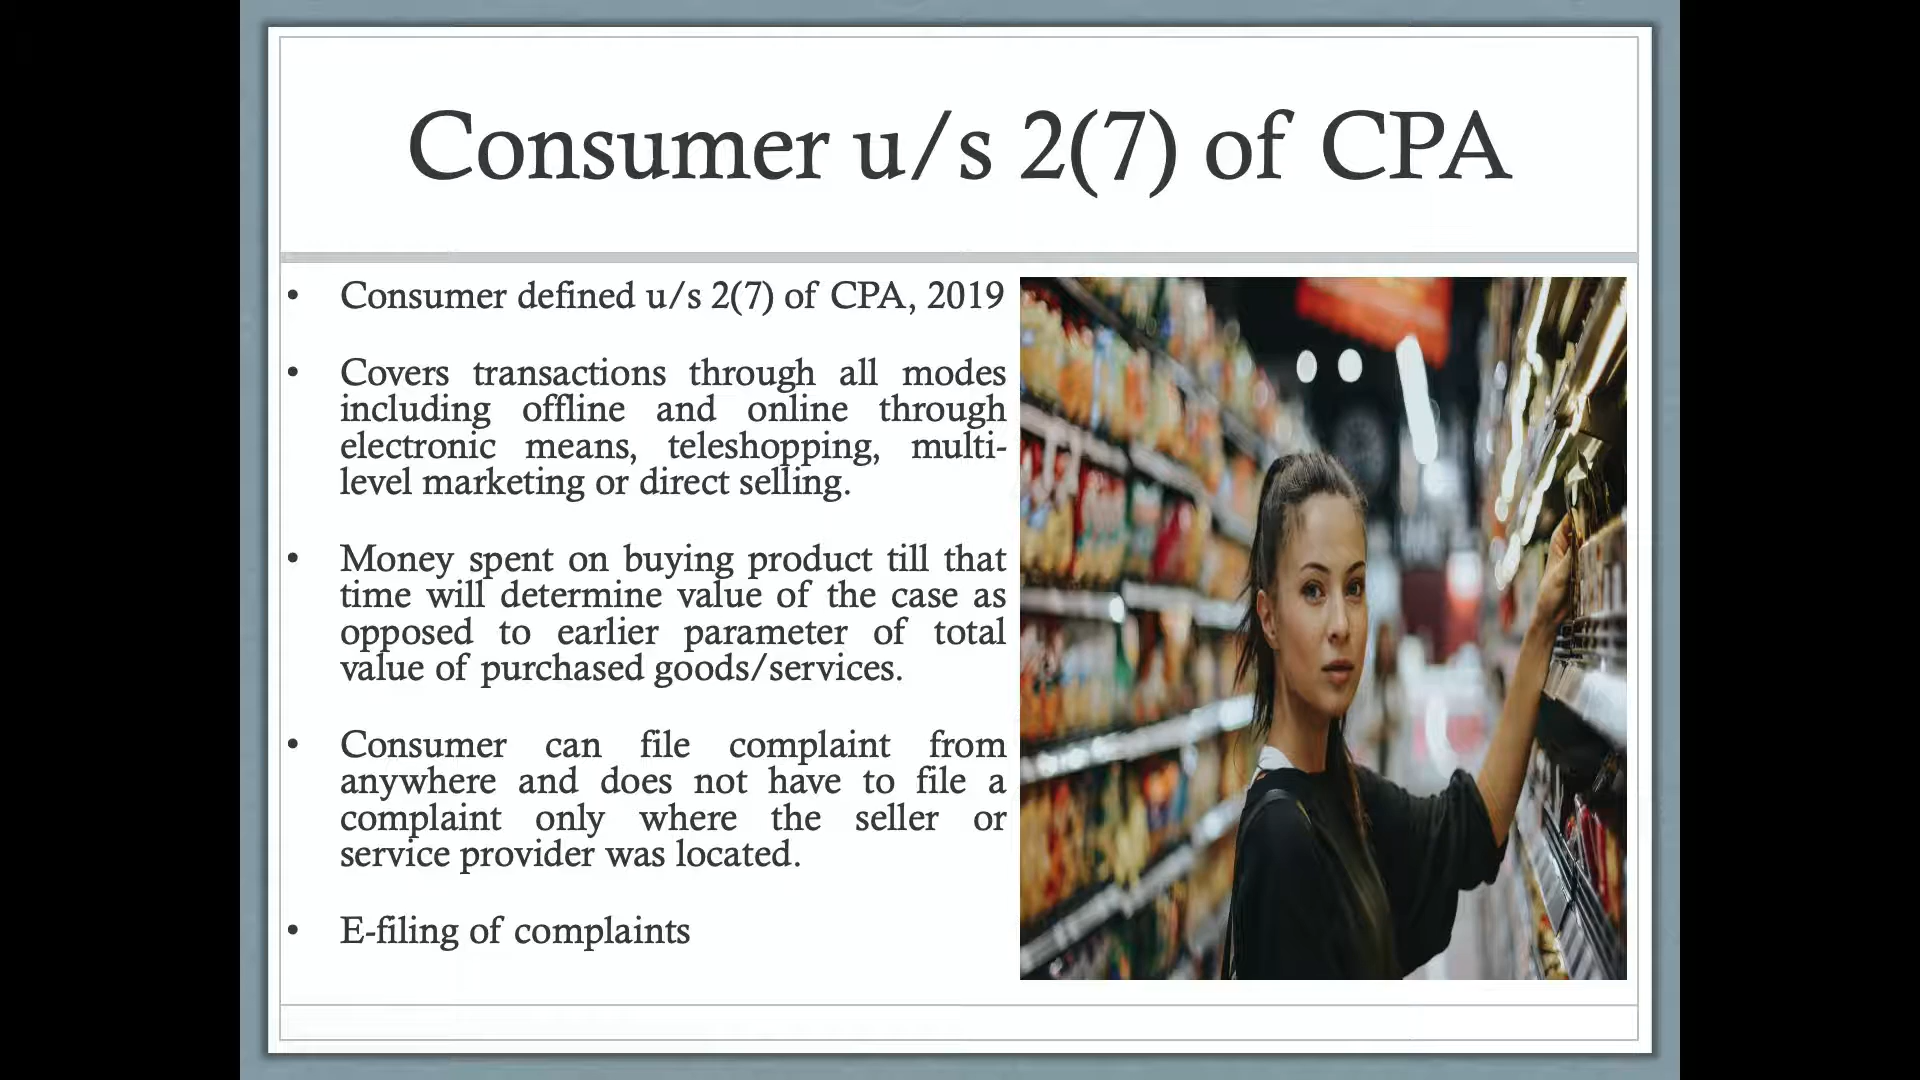 Consumer u/s 2(7) of CPA
• Consumer defined u/s 2(7) of CPA, 2019
• Covers transactions through all modes
including offline and online through
electronic means, teleshopping, multi-
level marketing or direct selling.
• Money spent on buying product till that
time will determine value of the case as
opposed to earlier parameter of total
value of purchased goods/services.
• Consumer can file complaint from
anywhere and does not have to file a
complaint only where the seller or
service provider was located.
• E-filing of complaints